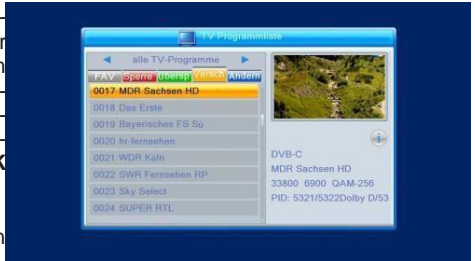 TV Programmliste
alle TV-Programme
FAV Sperre Übersp Versch Ändern
0017 MDR Sachsen HD
0018 Das Erste
0019 Bayerisches FS Sü
0020 hr-fernsehen
0021 WDR Köln
0022 SWR Fernsehen RP
0023 Sky Select
0024 SUPER RTL
DVB-C
MDR Sachsen HD
33800 6900 QAM-256
PID: 5321/5322Dolby D/53